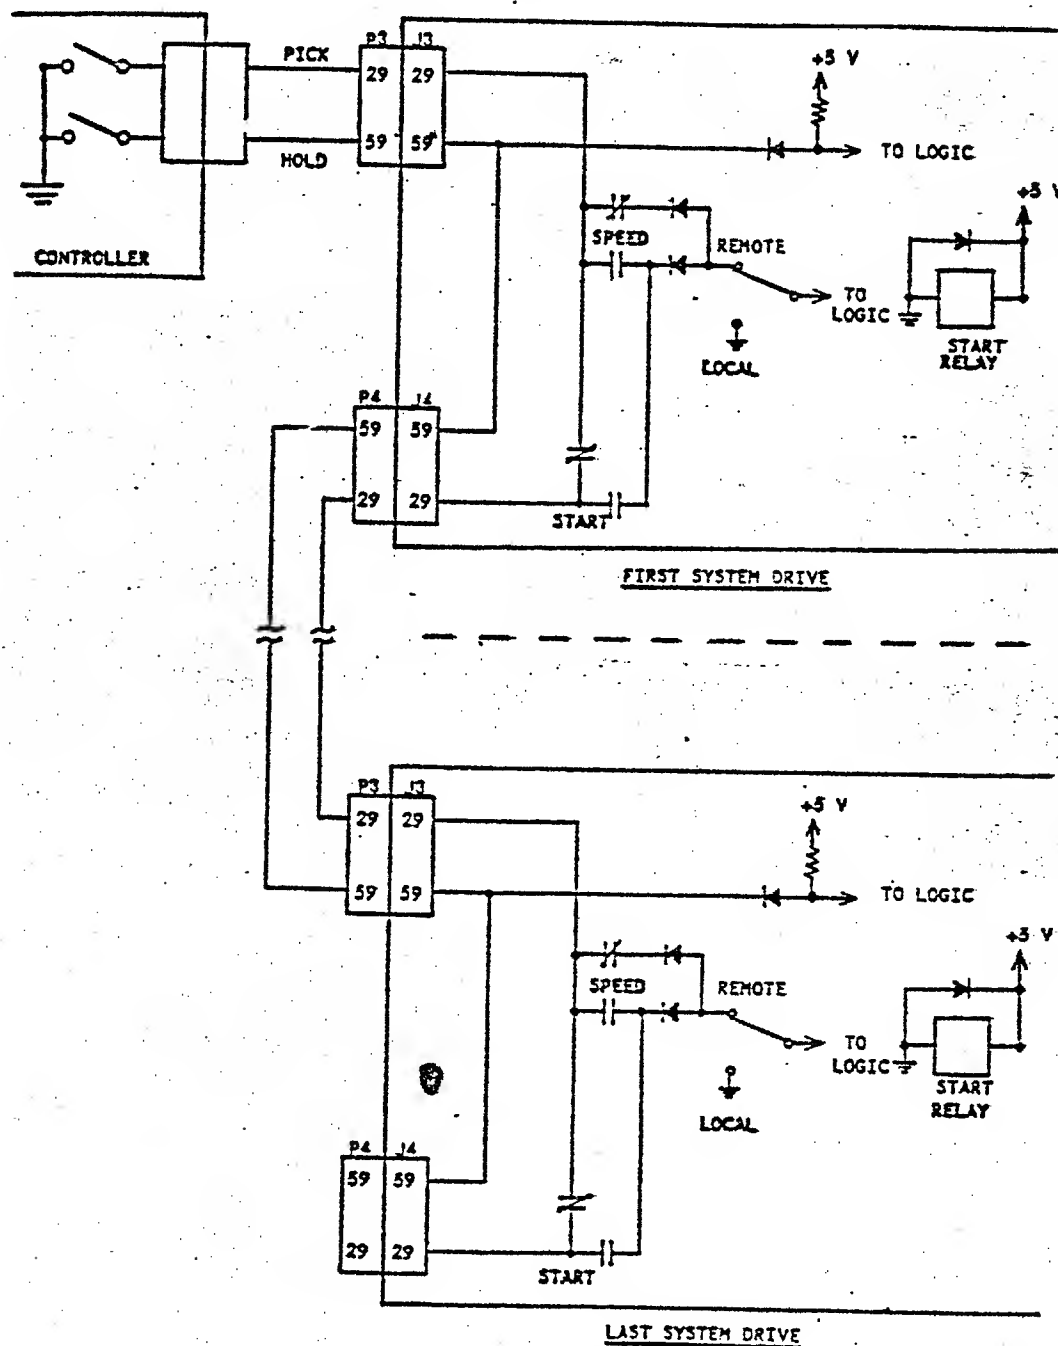 P3 J3
PICK
29 29
+5 V
59 59
HOLD
TO LOGIC
+5 V
CONTROLLER
SPEED
REMOTE
TO
LOGIC
START
RELAY
LOCAL
P4 J4
59 59
29 29
START
FIRST SYSTEM DRIVE
P3 J3
29 29
+5 V
59 59
TO LOGIC
+5 V
SPEED
REMOTE
TO
LOGIC
START
RELAY
LOCAL
P4 J4
59 59
29 29
START
LAST SYSTEM DRIVE